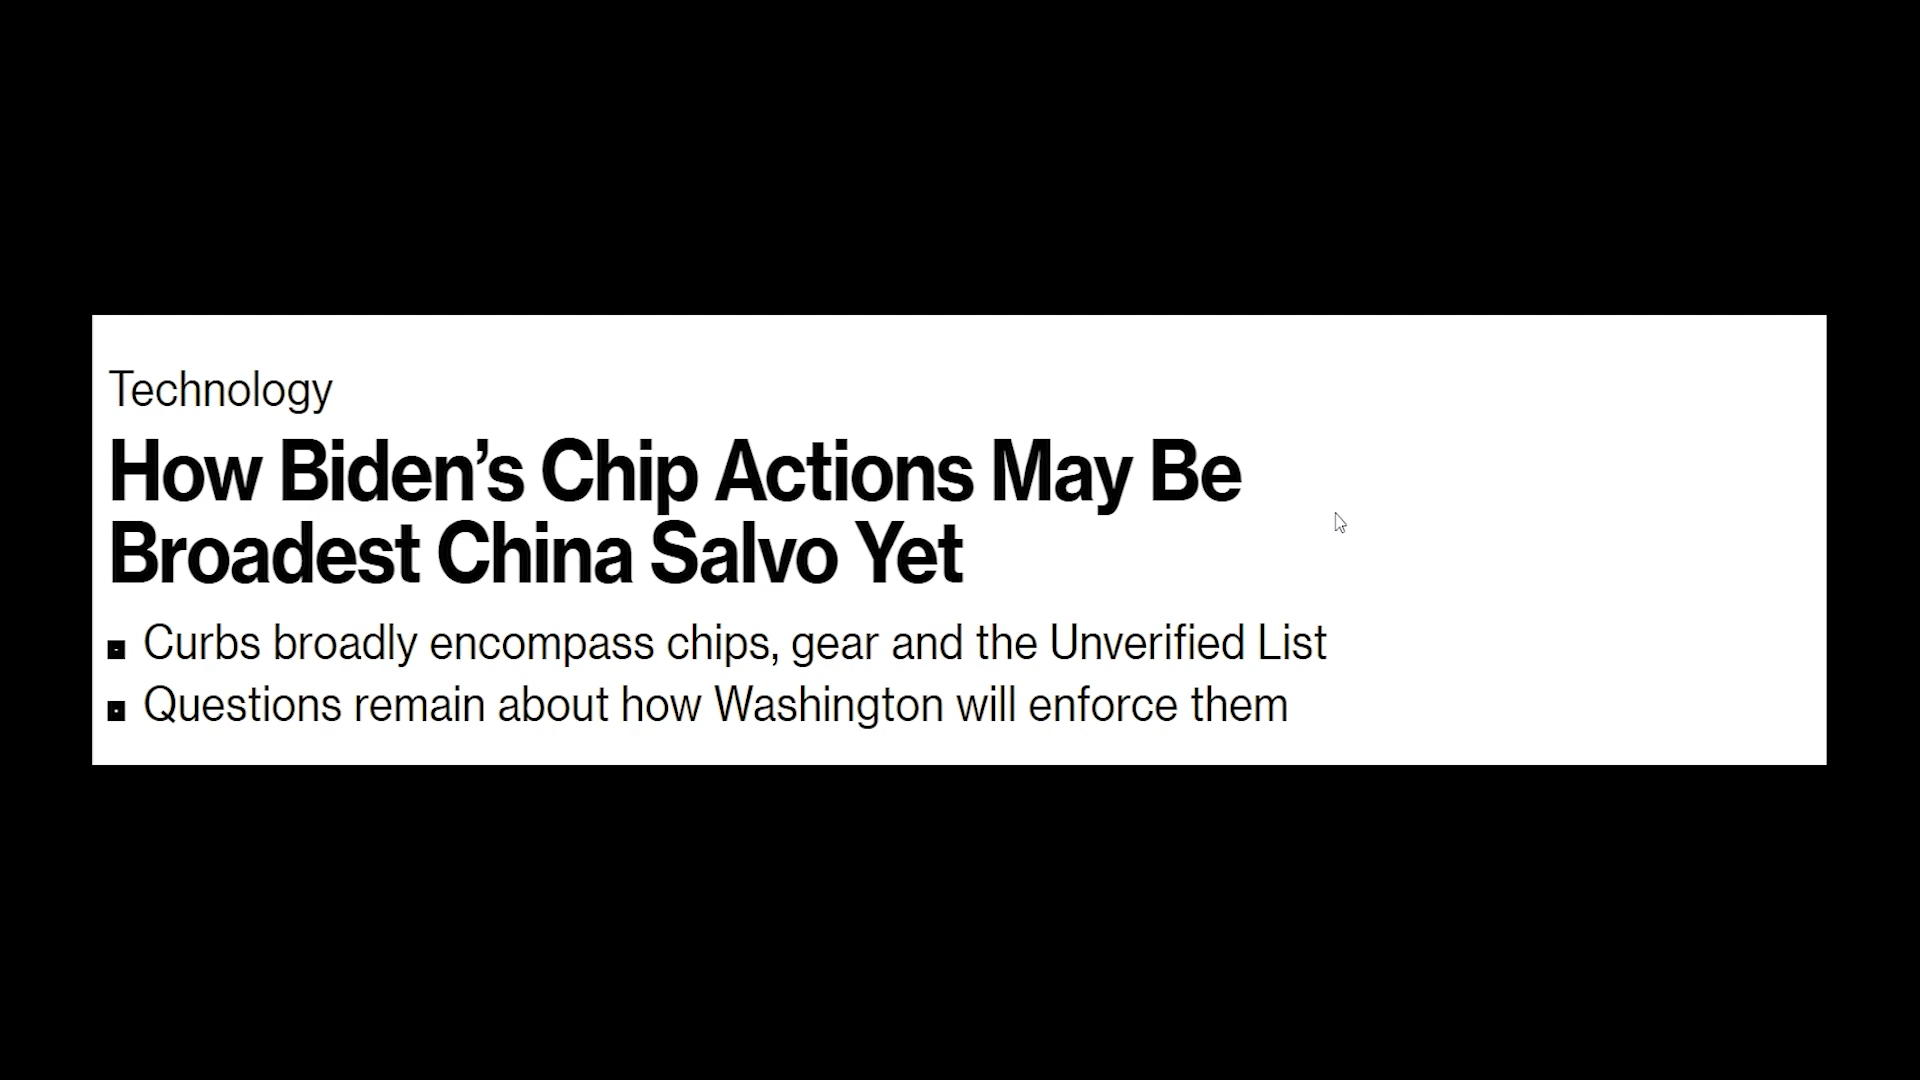 Technology
How Biden’s Chip Actions May Be
Broadest China Salvo Yet
Curbs broadly encompass chips, gear and the Unverified List
Questions remain about how Washington will enforce them